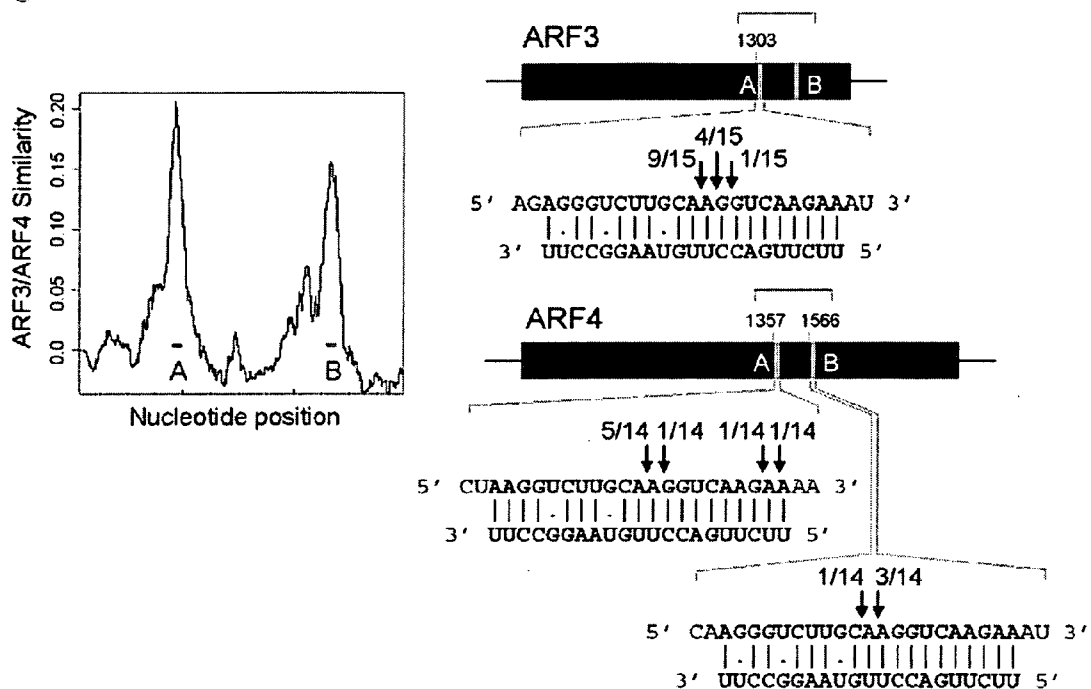 0.20
0.15
0.10
0.05
0.0
ARF3/ARF4 Similarity
A
B
Nucleotide position
ARF3
1303
A
B
4/15
9/15
1/15
5' AGAGGGUCUUGCAAGGUCAAGAAAU 3'
3' UUCCGGAAUGUUCCAGUUCUU 5'
ARF4
1357
1566
A
B
5/14 1/14
1/14 1/14
5' CUAAGGUCUUGCAAGGUCAAGAAAA 3'
3' UUCCGGAAUGUUCCAGUUCUU 5'
1/14 3/14
5' CAAGGGUCUUGCAAGGUCAAGAAAU 3'
3' UUCCGGAAUGUUCCAGUUCUU 5'